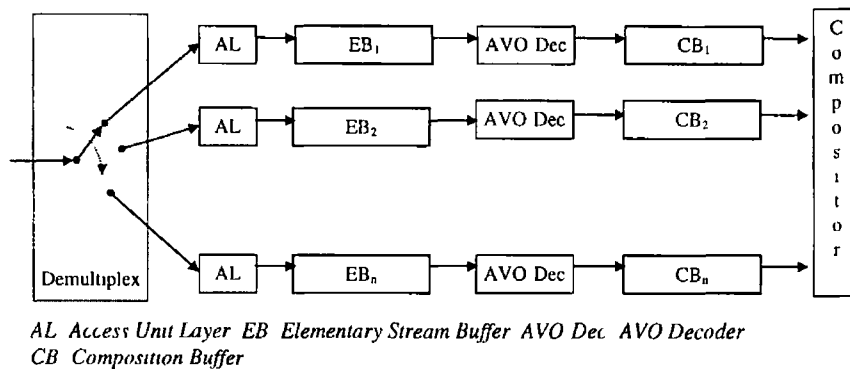 AL EB₁ AVO Dec CB₁
AL EB₂ AVO Dec CB₂
Demultiplex AL EBₙ AVO Dec CBₙ
Compositor
AL Access Unit Layer EB Elementary Stream Buffer AVO Dec AVO Decoder
CB Composition Buffer